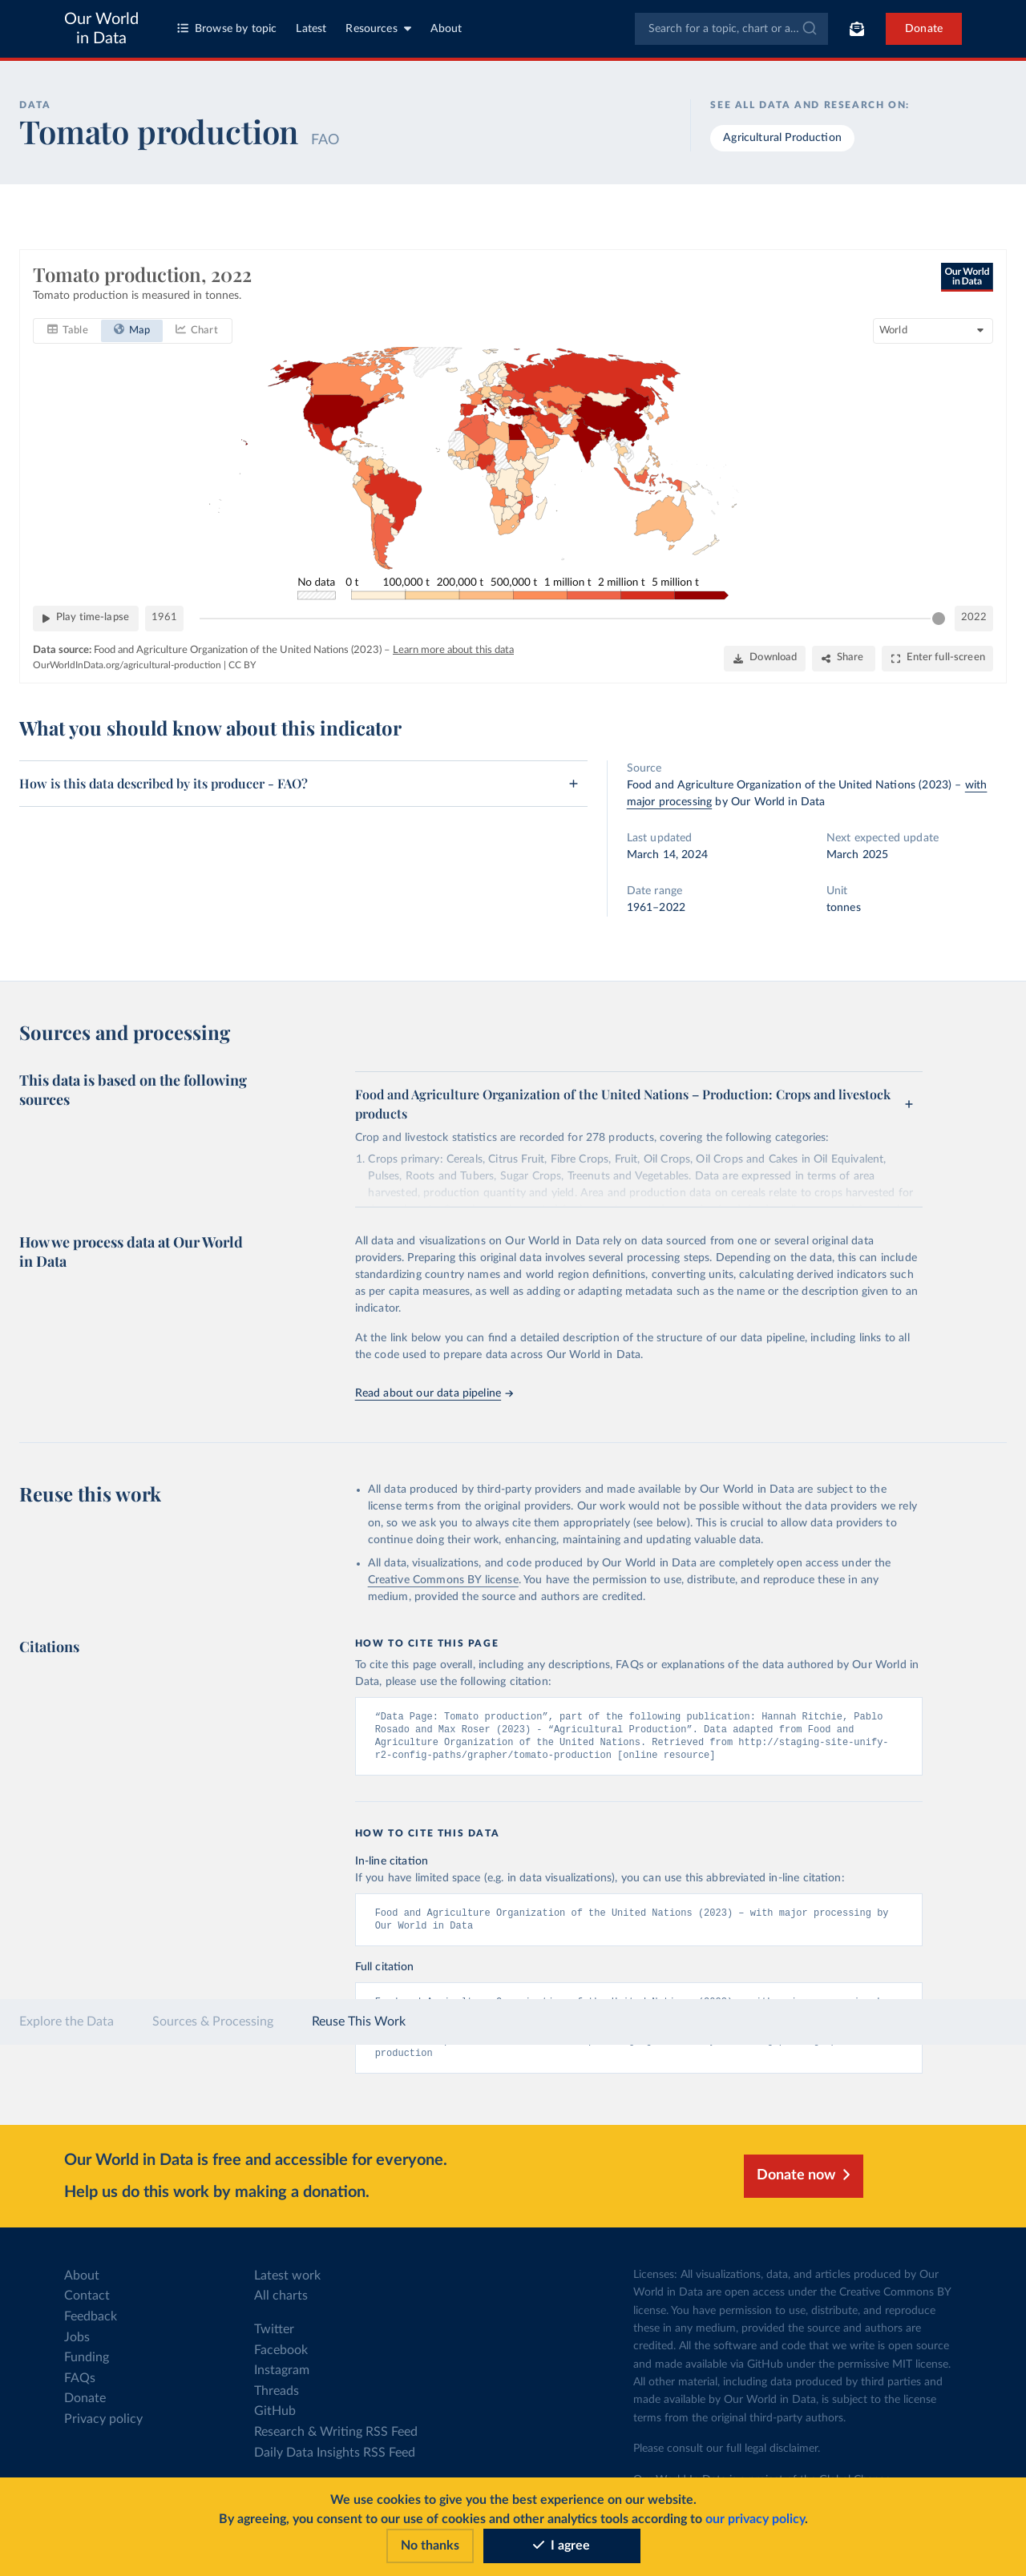 Our World
in Data
Browse by topic
Latest
Resources
About
Search for a topic, chart or a...
Donate
DATA
Tomato production FAO
SEE ALL DATA AND RESEARCH ON:
Agricultural Production
Tomato production, 2022
Tomato production is measured in tonnes.
Our World
in Data
Table
Map
Chart
World
No data 0 t 100,000 t 200,000 t 500,000 t 1 million t 2 million t 5 million t
Play time-lapse
1961
2022
Data source: Food and Agriculture Organization of the United Nations (2023) – Learn more about this data
OurWorldInData.org/agricultural-production | CC BY
Download
Share
Enter full-screen
What you should know about this indicator
How is this data described by its producer - FAO?
+
Source
Food and Agriculture Organization of the United Nations (2023) – with
major processing by Our World in Data
Last updated
March 14, 2024
Next expected update
March 2025
Date range
1961–2022
Unit
tonnes
Sources and processing
This data is based on the following
sources
Food and Agriculture Organization of the United Nations – Production: Crops and livestock
products
+
Crop and livestock statistics are recorded for 278 products, covering the following categories:
1. Crops primary: Cereals, Citrus Fruit, Fibre Crops, Fruit, Oil Crops, Oil Crops and Cakes in Oil Equivalent,
Pulses, Roots and Tubers, Sugar Crops, Treenuts and Vegetables. Data are expressed in terms of area
harvested, production quantity and yield. Area and production data on cereals relate to crops harvested for
How we process data at Our World
in Data
All data and visualizations on Our World in Data rely on data sourced from one or several original data
providers. Preparing this original data involves several processing steps. Depending on the data, this can include
standardizing country names and world region definitions, converting units, calculating derived indicators such
as per capita measures, as well as adding or adapting metadata such as the name or the description given to an
indicator.
At the link below you can find a detailed description of the structure of our data pipeline, including links to all
the code used to prepare data across Our World in Data.
Read about our data pipeline →
Reuse this work
• All data produced by third-party providers and made available by Our World in Data are subject to the
license terms from the original providers. Our work would not be possible without the data providers we rely
on, so we ask you to always cite them appropriately (see below). This is crucial to allow data providers to
continue doing their work, enhancing, maintaining and updating valuable data.
• All data, visualizations, and code produced by Our World in Data are completely open access under the
Creative Commons BY license. You have the permission to use, distribute, and reproduce these in any
medium, provided the source and authors are credited.
Citations
HOW TO CITE THIS PAGE
To cite this page overall, including any descriptions, FAQs or explanations of the data authored by Our World in
Data, please use the following citation:
“Data Page: Tomato production”, part of the following publication: Hannah Ritchie, Pablo
Rosado and Max Roser (2023) - “Agricultural Production”. Data adapted from Food and
Agriculture Organization of the United Nations. Retrieved from http://staging-site-unify-
r2-config-paths/grapher/tomato-production [online resource]
HOW TO CITE THIS DATA
In-line citation
If you have limited space (e.g. in data visualizations), you can use this abbreviated in-line citation:
Food and Agriculture Organization of the United Nations (2023) – with major processing by
Our World in Data
Full citation
Explore the Data
Sources & Processing
Reuse This Work
production
Our World in Data is free and accessible for everyone.
Help us do this work by making a donation.
Donate now
About
Contact
Feedback
Jobs
Funding
FAQs
Donate
Privacy policy
Latest work
All charts
Twitter
Facebook
Instagram
Threads
GitHub
Research & Writing RSS Feed
Daily Data Insights RSS Feed
Licenses: All visualizations, data, and articles produced by Our
World in Data are open access under the Creative Commons BY
license. You have permission to use, distribute, and reproduce
these in any medium, provided the source and authors are
credited. All the software and code that we write is open source
and made available via GitHub under the permissive MIT license.
All other material, including data produced by third parties and
made available by Our World in Data, is subject to the license
terms from the original third-party authors.
Please consult our full legal disclaimer.
We use cookies to give you the best experience on our website.
By agreeing, you consent to our use of cookies and other analytics tools according to our privacy policy.
No thanks
I agree